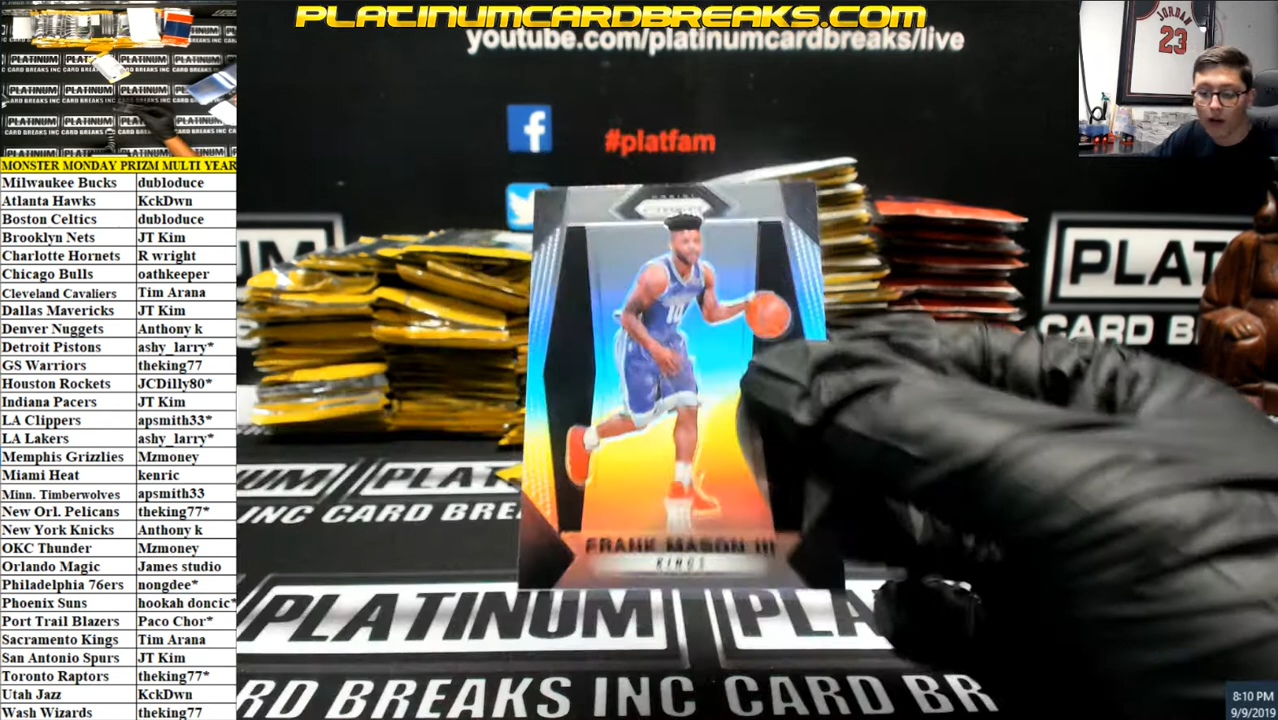 PLATINUMCARDBREAKS.COM
youtube.com/platinumcardbreaks/live
JORDAN
23
#platfam
MONSTER MONDAY PRIZM MULTI YEAR
Milwaukee Bucks dubloduce
Atlanta Hawks KckDwn
Boston Celtics dubloduce
Brooklyn Nets JT Kim
Charlotte Hornets R wright
Chicago Bulls oathkeeper
Cleveland Cavaliers Tim Arana
Dallas Mavericks JT Kim
Denver Nuggets Anthony k
Detroit Pistons ashy_larry*
GS Warriors theking77
Houston Rockets JCDilly80*
Indiana Pacers JT Kim
LA Clippers apsmith33*
LA Lakers ashy_larry*
Memphis Grizzlies Mzmoney
Miami Heat kenric
Minn. Timberwolves apsmith33
New Orl. Pelicans theking77*
New York Knicks Anthony k
OKC Thunder Mzmoney
Orlando Magic James studio
Philadelphia 76ers nongdee*
Phoenix Suns hookah doncic*
Port Trail Blazers Paco Chor*
Sacramento Kings Tim Arana
San Antonio Spurs JT Kim
Toronto Raptors theking77*
Utah Jazz KckDwn
Wash Wizards theking77
FRANK MASON III
KINGS
PLAT
CARD B
INC CARD BRE
PLATINUM PLA
RD BREAKS INC CARD BR
8:10 PM
9/9/2019